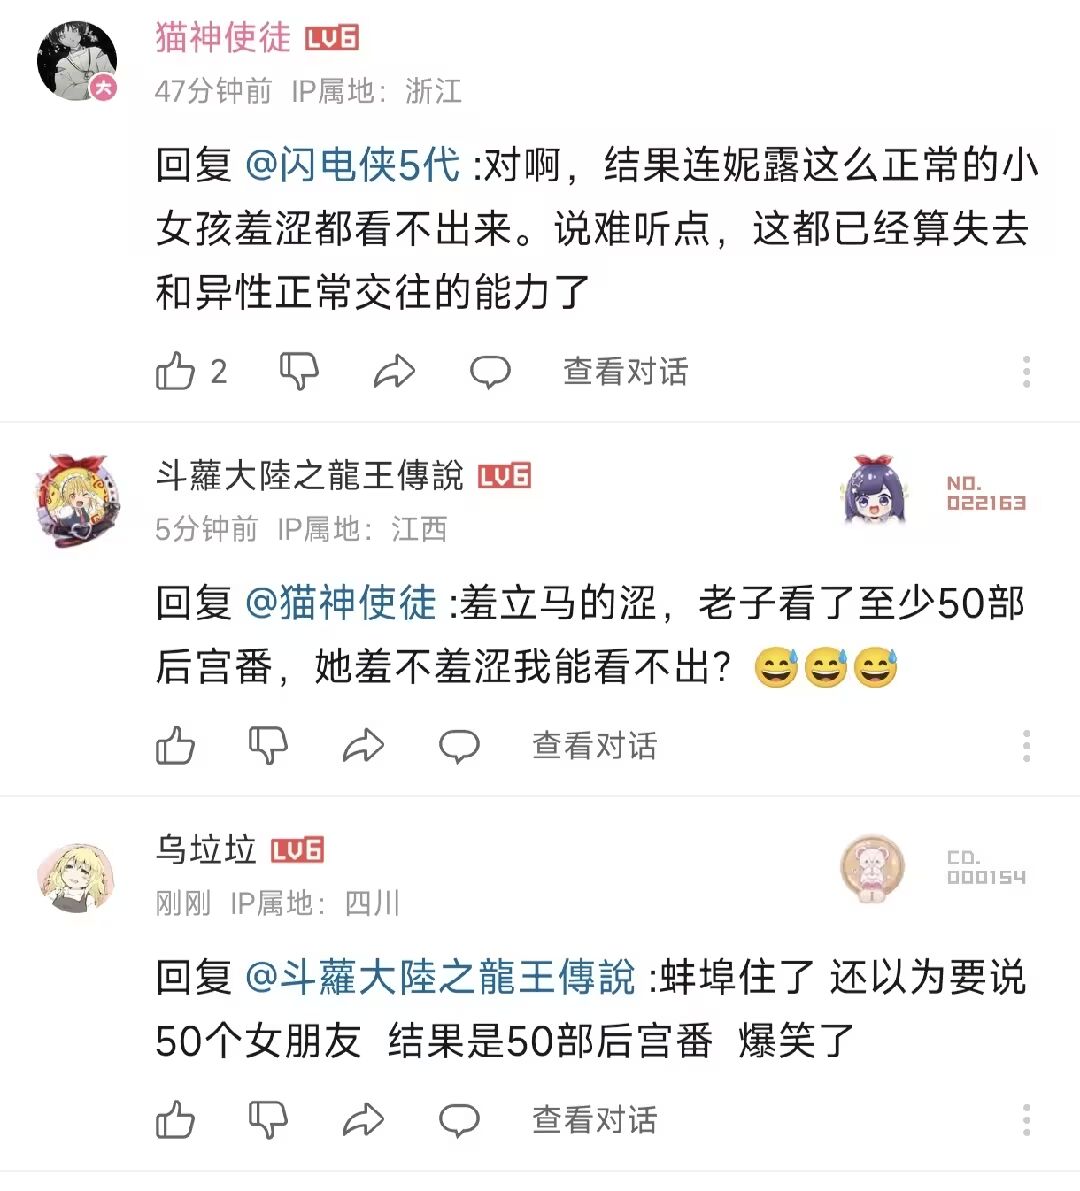 猫神使徒 LV6
大
47分钟前 IP属地：浙江
回复 @闪电侠5代 :对啊，结果连妮露这么正常的小
女孩羞涩都看不出来。说难听点，这都已经算失去
和异性正常交往的能力了
2 查看对话
斗蘿大陸之龍王傳說 LV6
NO.
022163
5分钟前 IP属地：江西
回复 @猫神使徒 :羞立马的涩，老子看了至少50部
后宫番，她羞不羞涩我能看不出？😅😅😅
查看对话
乌垃垃 LV6
CD.
000154
刚刚 IP属地：四川
回复 @斗蘿大陸之龍王傳說 :蚌埠住了 还以为要说
50个女朋友 结果是50部后宫番 爆笑了
查看对话